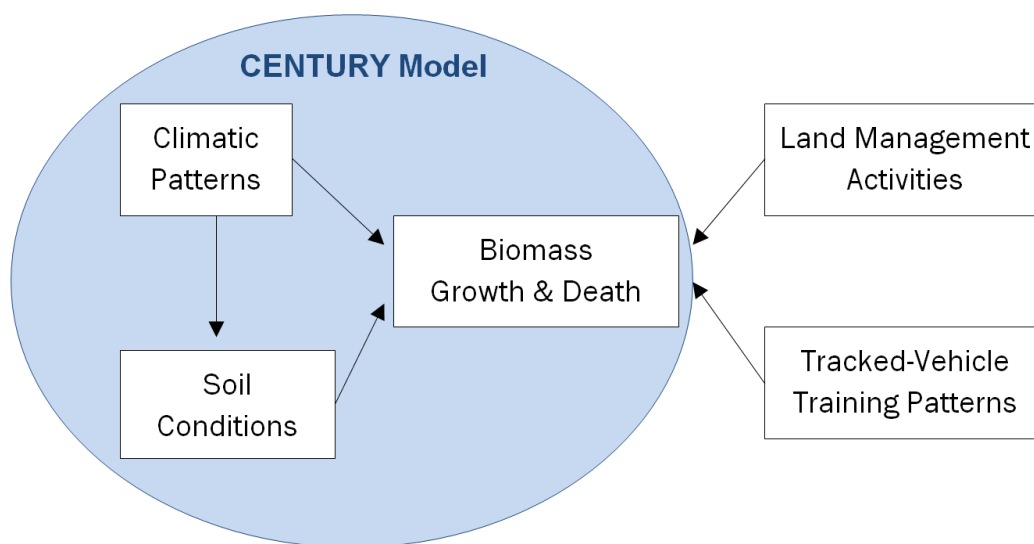 CENTURY Model
Climatic
Patterns
Land Management
Activities
Biomass
Growth & Death
Soil
Conditions
Tracked-Vehicle
Training Patterns